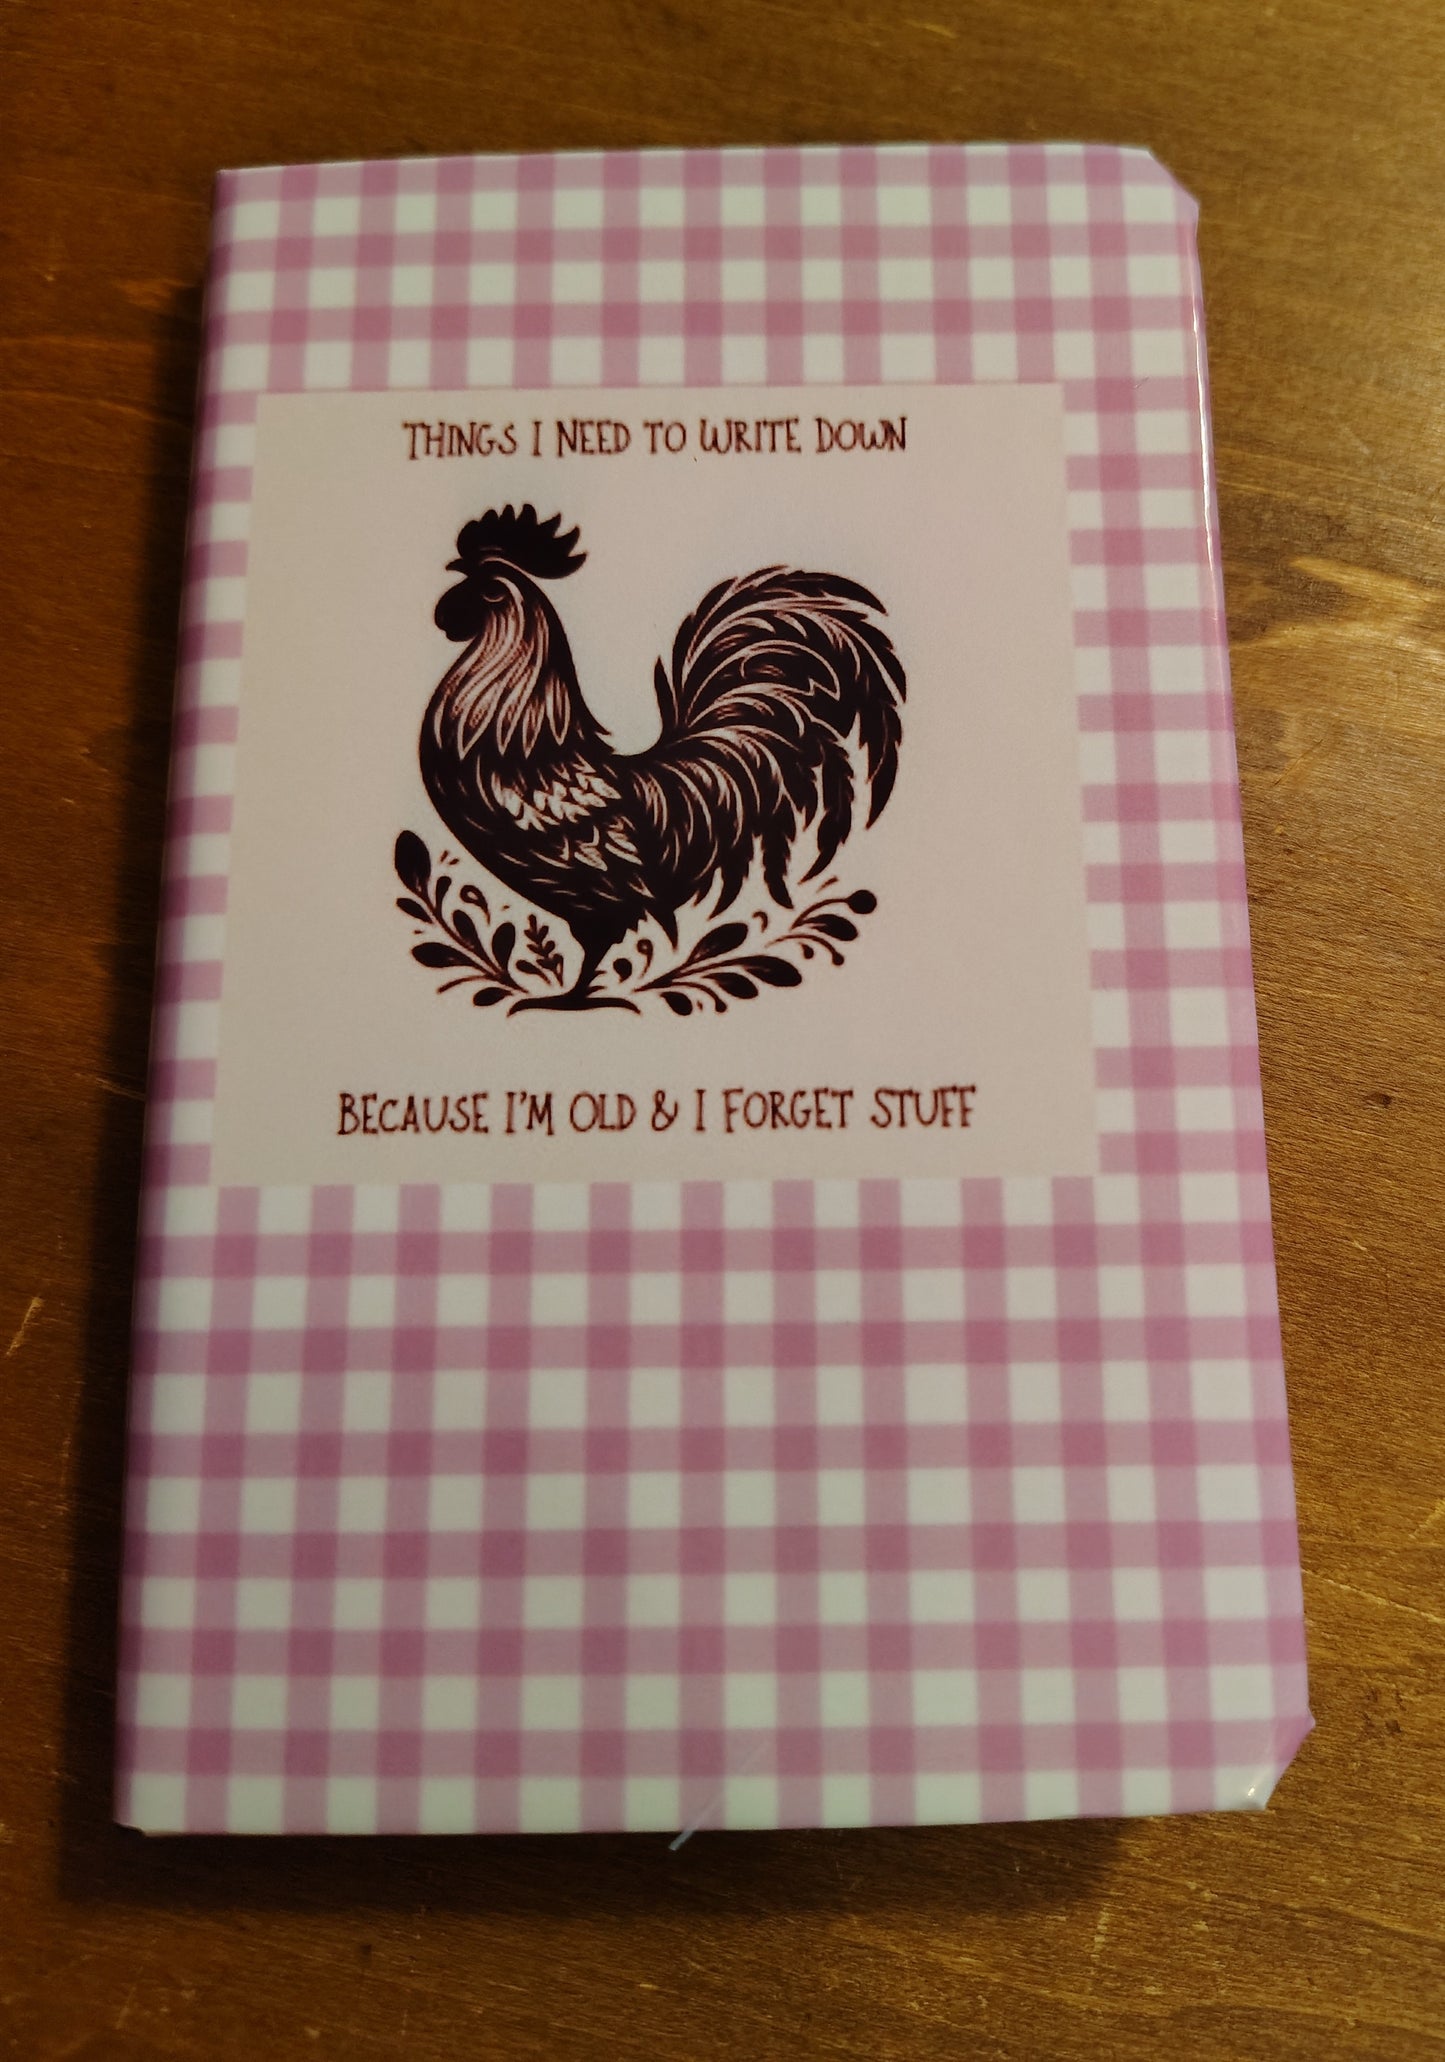 THINGS I NEED TO WRITE DOWN
BECAUSE I'M OLD & I FORGET STUFF